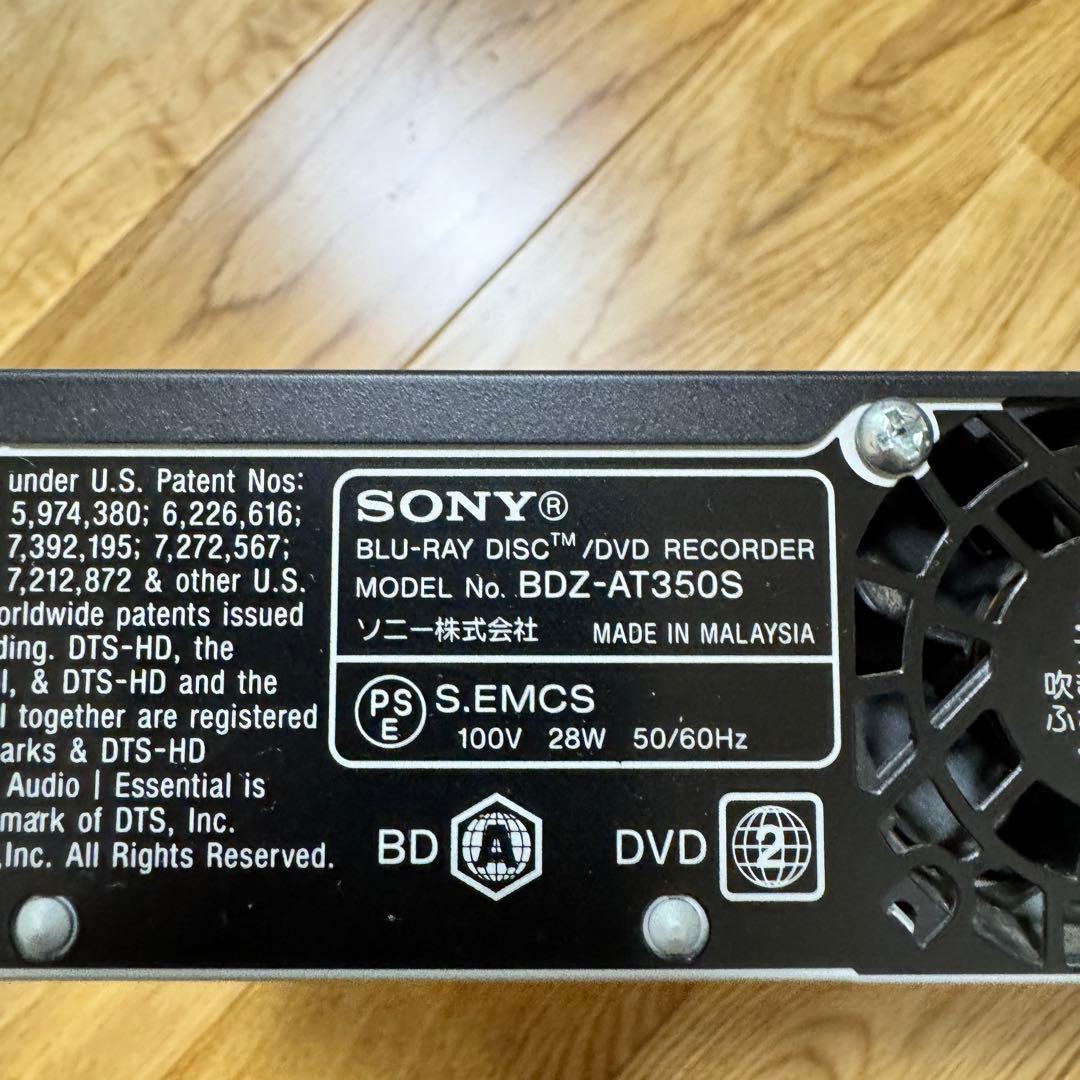 under U.S. Patent Nos:
5,974,380; 6,226,616;
7,392,195; 7,272,567;
7,212,872 & other U.S.
orldwide patents issued
ding. DTS-HD, the
l, & DTS-HD and the
l together are registered
arks & DTS-HD
Audio | Essential is
mark of DTS, Inc.
,Inc. All Rights Reserved.
SONY®
BLU-RAY DISC™/DVD RECORDER
MODEL No. BDZ-AT350S
ソニー株式会社 MADE IN MALAYSIA
PSE S.EMCS
100V 28W 50/60Hz
BD A DVD 2
吹
ふ